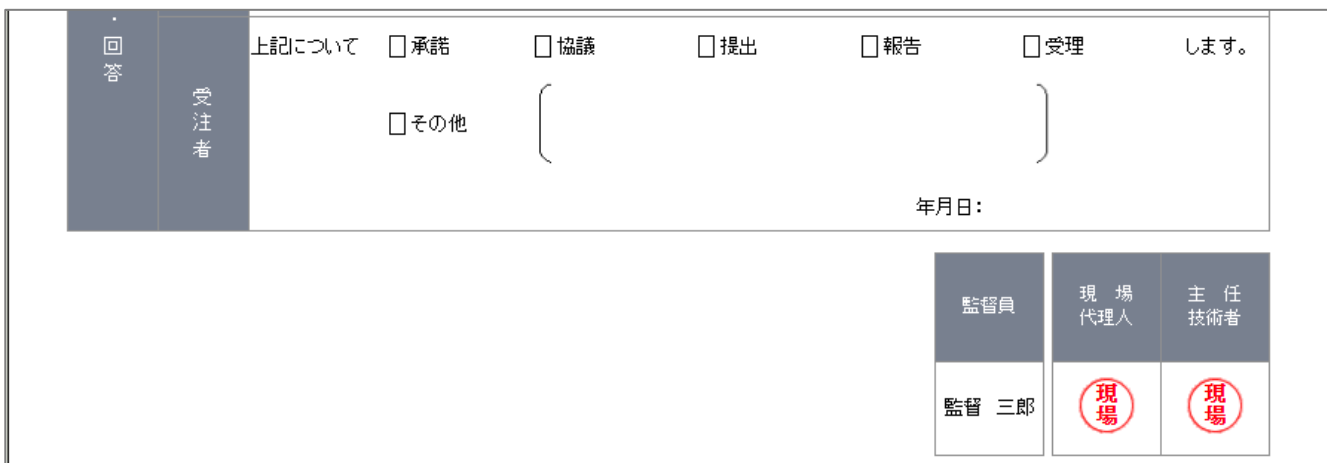 ・回答
受注者
上記について □承諾 □協議 □提出 □報告 □受理 します。
□その他
年月日:
監督員
現 場
代理人
主 任
技術者
監督 三郎
現場
現場